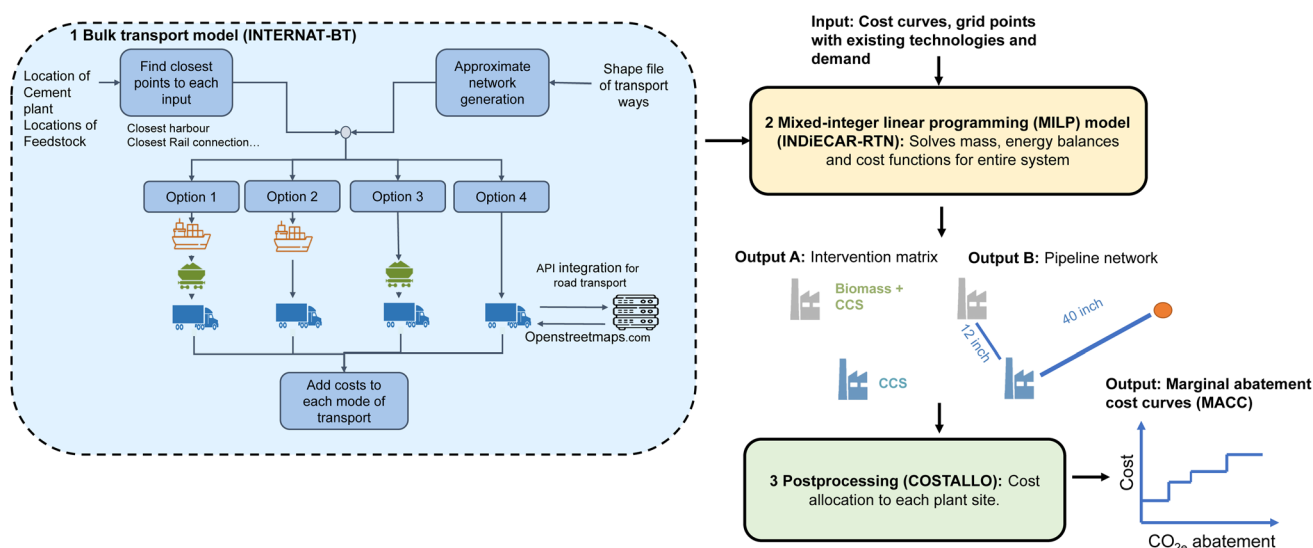 1 Bulk transport model (INTERNAT-BT)
Location of
Cement
plant
Locations of
Feedstock
Find closest
points to each
input
Closest harbour
Closest Rail connection…
Approximate
network
generation
Shape file
of transport
ways
Option 1
Option 2
Option 3
Option 4
API integration for
road transport
Openstreetmaps.com
Add costs to
each mode of
transport
Input: Cost curves, grid points
with existing technologies and
demand
2 Mixed-integer linear programming (MILP) model
(INDiECAR-RTN): Solves mass, energy balances
and cost functions for entire system
Output A: Intervention matrix
Biomass +
CCS
CCS
Output B: Pipeline network
12 inch
40 inch
3 Postprocessing (COSTALLO): Cost
allocation to each plant site.
Output: Marginal abatement
cost curves (MACC)
Cost
CO2e abatement